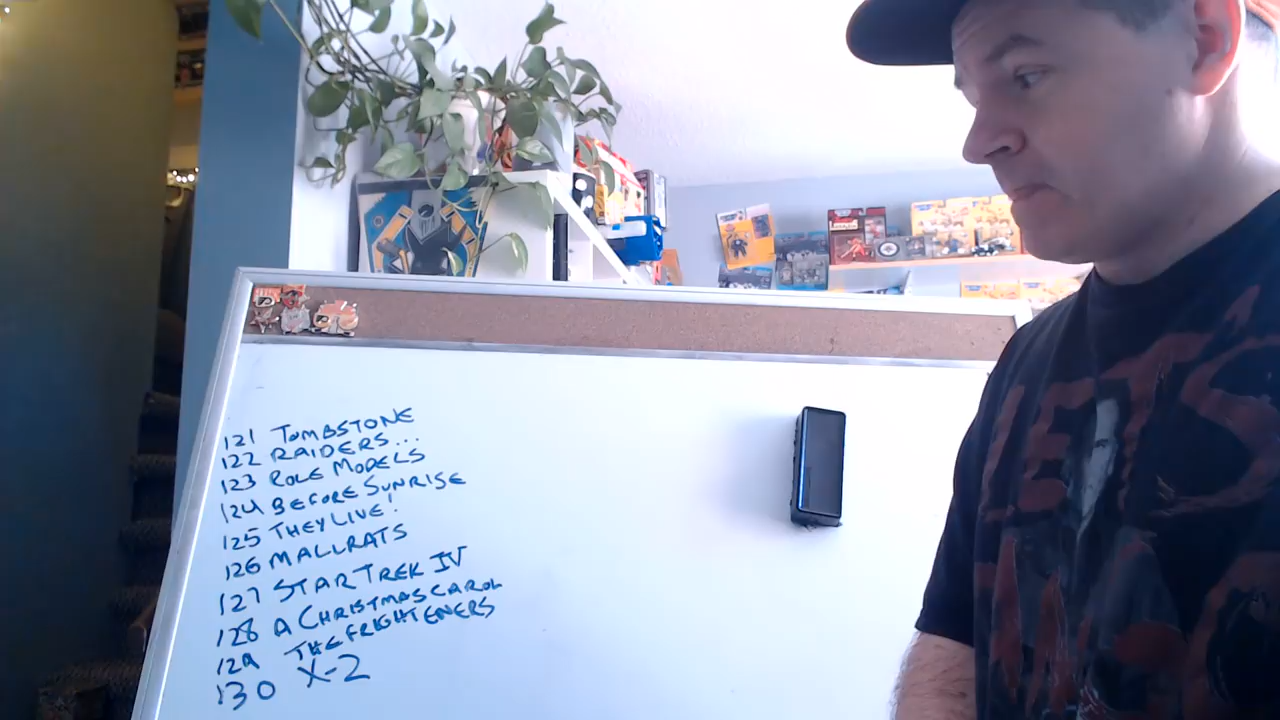 121 TOMBSTONE
122 RAIDERS...
123 ROLE MODELS
124 BEFORE SUNRISE
125 THEY LIVE!
126 MALLRATS
127 STAR TREK IV
128 A CHRISTMAS CAROL
129 THE FRIGHTENERS
130 X-2